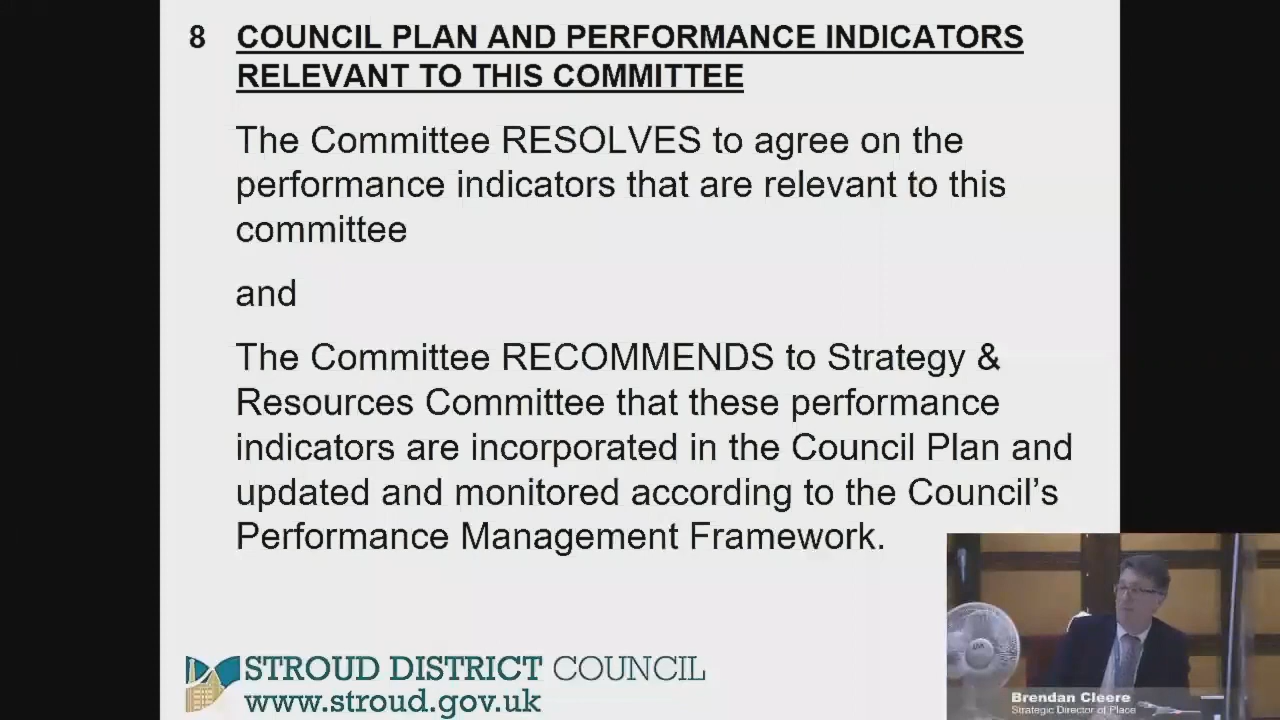 8 COUNCIL PLAN AND PERFORMANCE INDICATORS
RELEVANT TO THIS COMMITTEE
The Committee RESOLVES to agree on the
performance indicators that are relevant to this
committee
and
The Committee RECOMMENDS to Strategy &
Resources Committee that these performance
indicators are incorporated in the Council Plan and
updated and monitored according to the Council’s
Performance Management Framework.
STROUD DISTRICT COUNCIL
www.stroud.gov.uk
Brendan Cleere
Strategic Director of Place